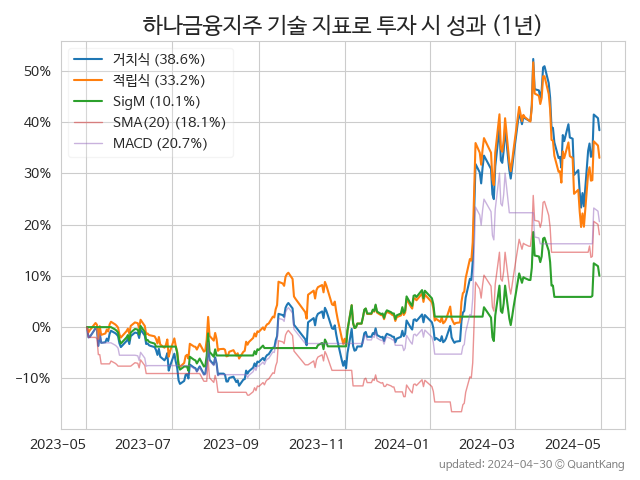 하나금융지주 기술 지표로 투자 시 성과 (1년)
거치식 (38.6%)
적립식 (33.2%)
SigM (10.1%)
SMA(20) (18.1%)
MACD (20.7%)
50%
40%
30%
20%
10%
0%
−10%
2023-05
2023-07
2023-09
2023-11
2024-01
2024-03
2024-05
updated: 2024-04-30 © QuantKang